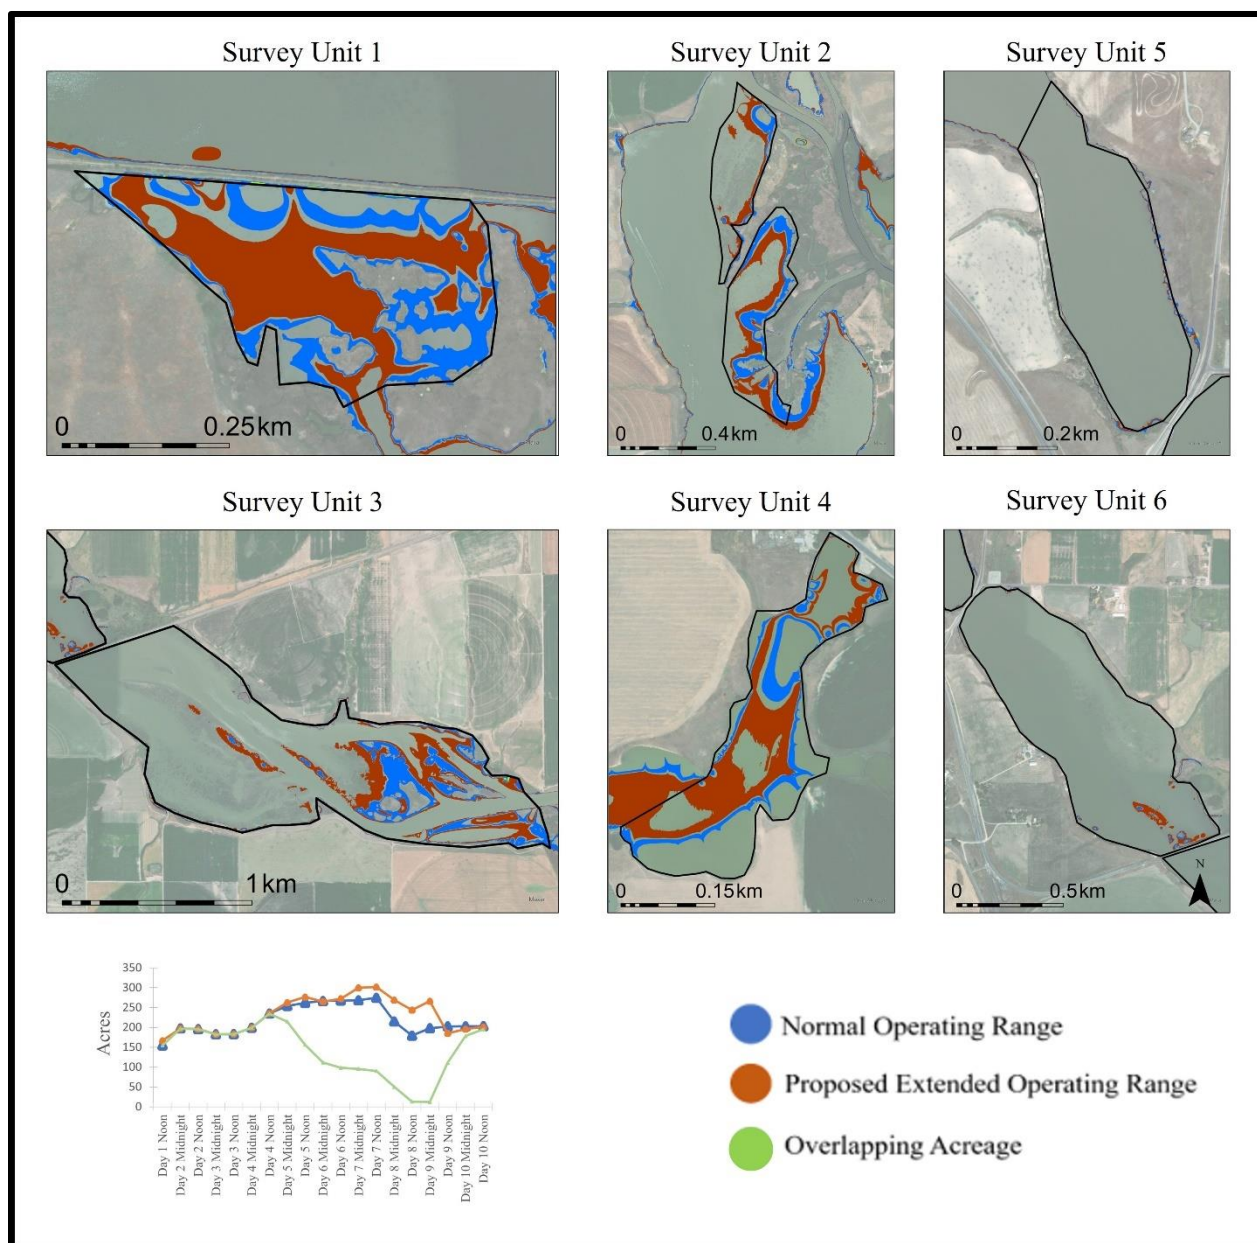 Survey Unit 1
Survey Unit 2
Survey Unit 5
0
0.25km
0
0.4km
0
0.2km
Survey Unit 3
Survey Unit 4
Survey Unit 6
0
1km
0
0.15km
0
0.5km
N
Acres
350
300
250
200
150
100
50
0
Day 1 Noon
Day 2 Midnight
Day 2 Noon
Day 3 Midnight
Day 3 Noon
Day 4 Midnight
Day 4 Noon
Day 5 Midnight
Day 5 Noon
Day 6 Midnight
Day 6 Noon
Day 7 Midnight
Day 7 Noon
Day 8 Midnight
Day 8 Noon
Day 9 Midnight
Day 9 Noon
Day 10 Midnight
Day 10 Noon
Normal Operating Range
Proposed Extended Operating Range
Overlapping Acreage